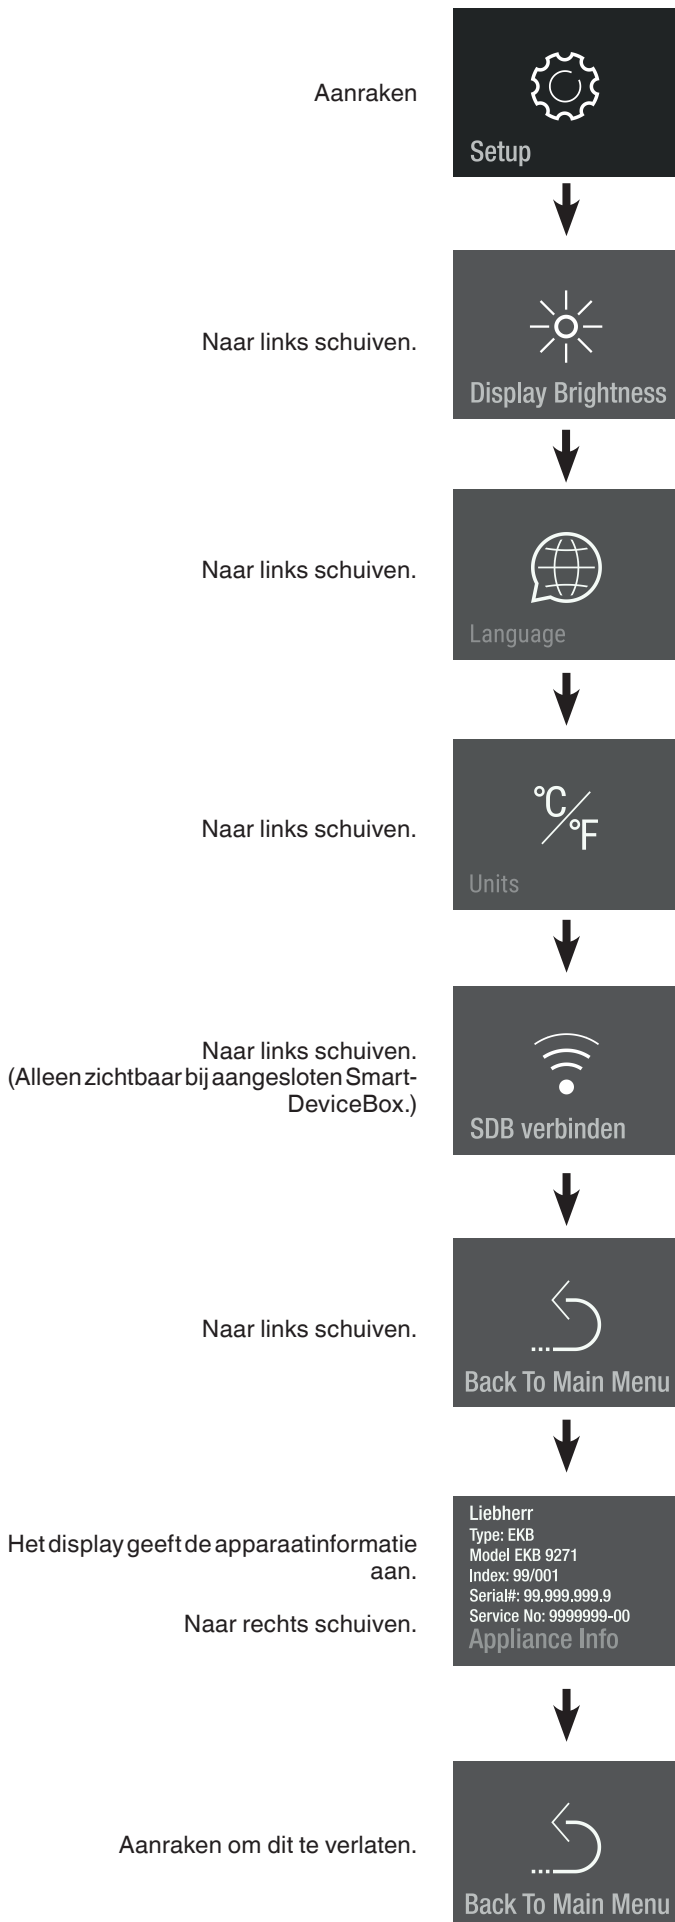 Aanraken
Setup
Naar links schuiven.
Display Brightness
Naar links schuiven.
Language
Naar links schuiven.
°C/°F
Units
Naar links schuiven.
(Alleen zichtbaar bij aangesloten Smart-
DeviceBox.)
SDB verbinden
Naar links schuiven.
Back To Main Menu
Het display geeft de apparaatinformatie
aan.
Naar rechts schuiven.
Liebherr
Type: EKB
Model EKB 9271
Index: 99/001
Serial#: 99.999.999.9
Service No: 9999999-00
Appliance Info
Aanraken om dit te verlaten.
Back To Main Menu